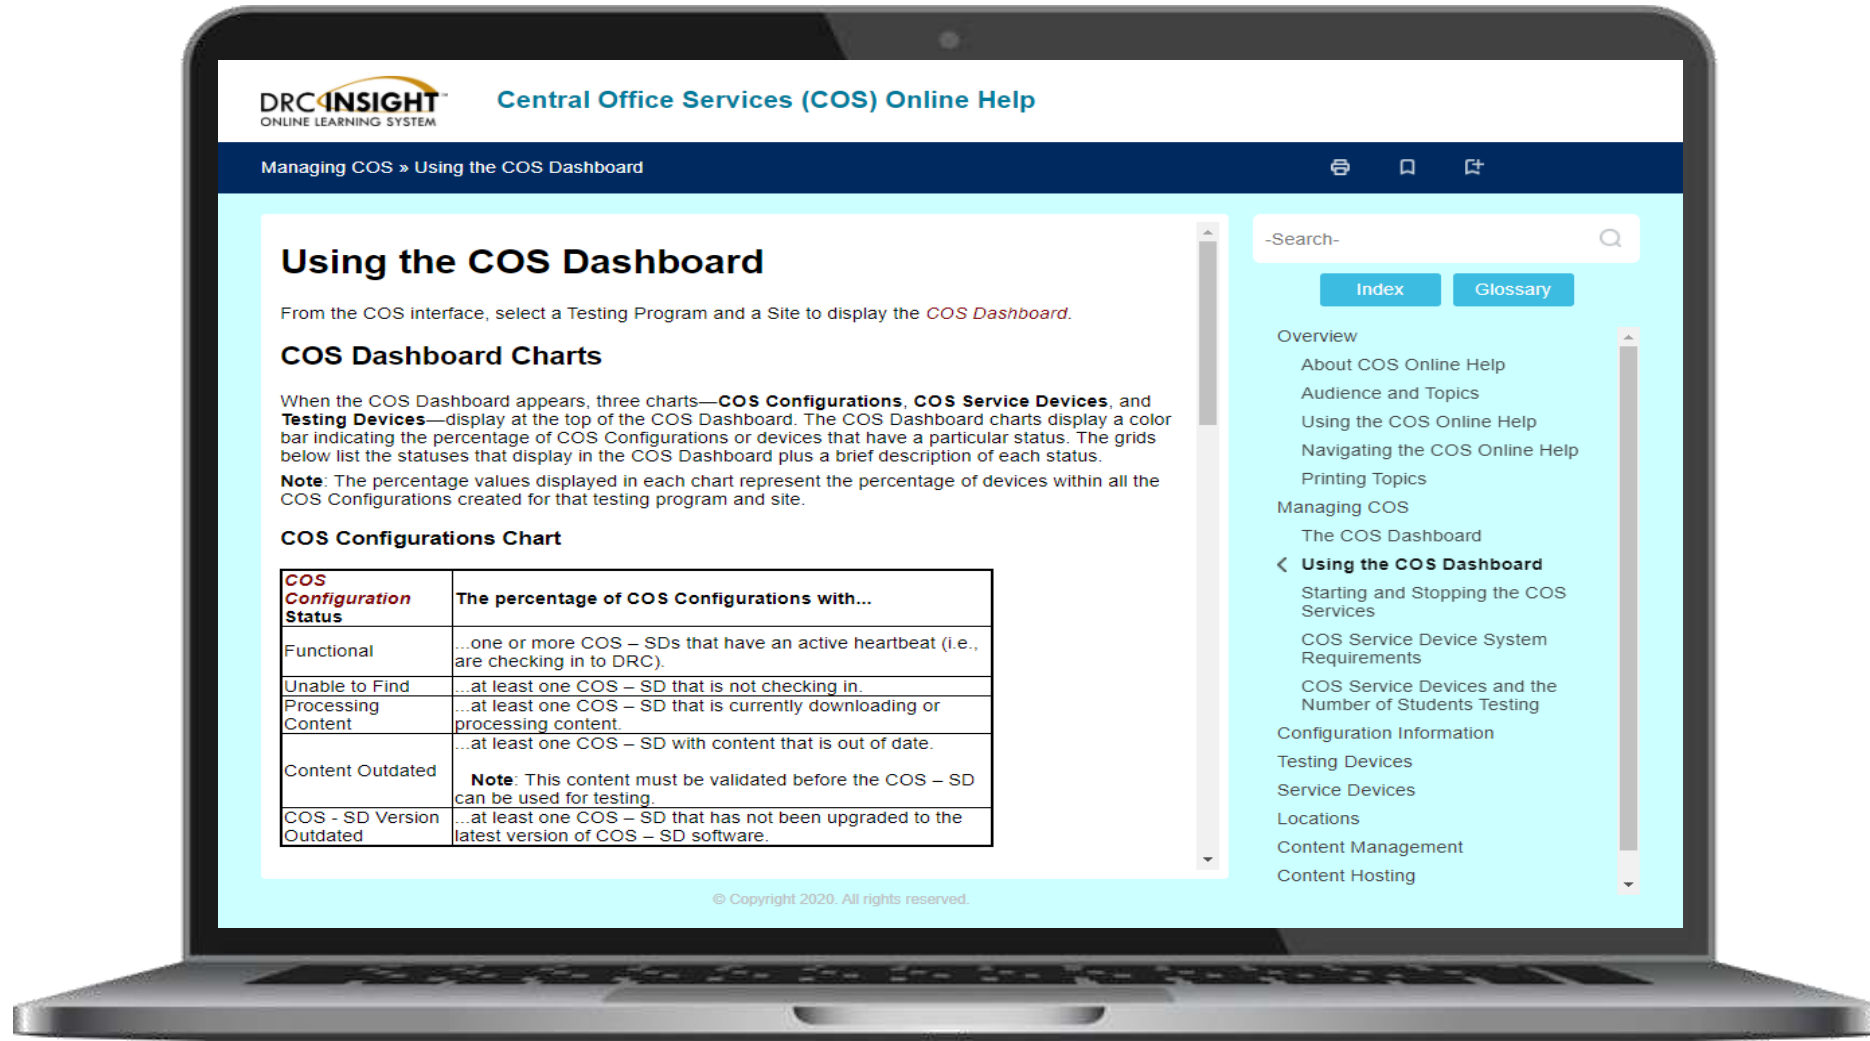 DRC INSIGHT™
ONLINE LEARNING SYSTEM
Central Office Services (COS) Online Help
Managing COS » Using the COS Dashboard
Using the COS Dashboard
From the COS interface, select a Testing Program and a Site to display the COS Dashboard.
COS Dashboard Charts
When the COS Dashboard appears, three charts—COS Configurations, COS Service Devices, and
Testing Devices—display at the top of the COS Dashboard. The COS Dashboard charts display a color
bar indicating the percentage of COS Configurations or devices that have a particular status. The grids
below list the statuses that display in the COS Dashboard plus a brief description of each status.
Note: The percentage values displayed in each chart represent the percentage of devices within all the
COS Configurations created for that testing program and site.
COS Configurations Chart
COS
Configuration
Status
The percentage of COS Configurations with...
Functional
...one or more COS – SDs that have an active heartbeat (i.e.,
are checking in to DRC).
Unable to Find
...at least one COS – SD that is not checking in.
Processing
Content
...at least one COS – SD that is currently downloading or
processing content.
Content Outdated
...at least one COS – SD with content that is out of date.
Note: This content must be validated before the COS – SD
can be used for testing.
COS - SD Version
Outdated
...at least one COS – SD that has not been upgraded to the
latest version of COS – SD software.
-Search-
Index
Glossary
Overview
About COS Online Help
Audience and Topics
Using the COS Online Help
Navigating the COS Online Help
Printing Topics
Managing COS
The COS Dashboard
Using the COS Dashboard
Starting and Stopping the COS
Services
COS Service Device System
Requirements
COS Service Devices and the
Number of Students Testing
Configuration Information
Testing Devices
Service Devices
Locations
Content Management
Content Hosting
© Copyright 2020. All rights reserved.